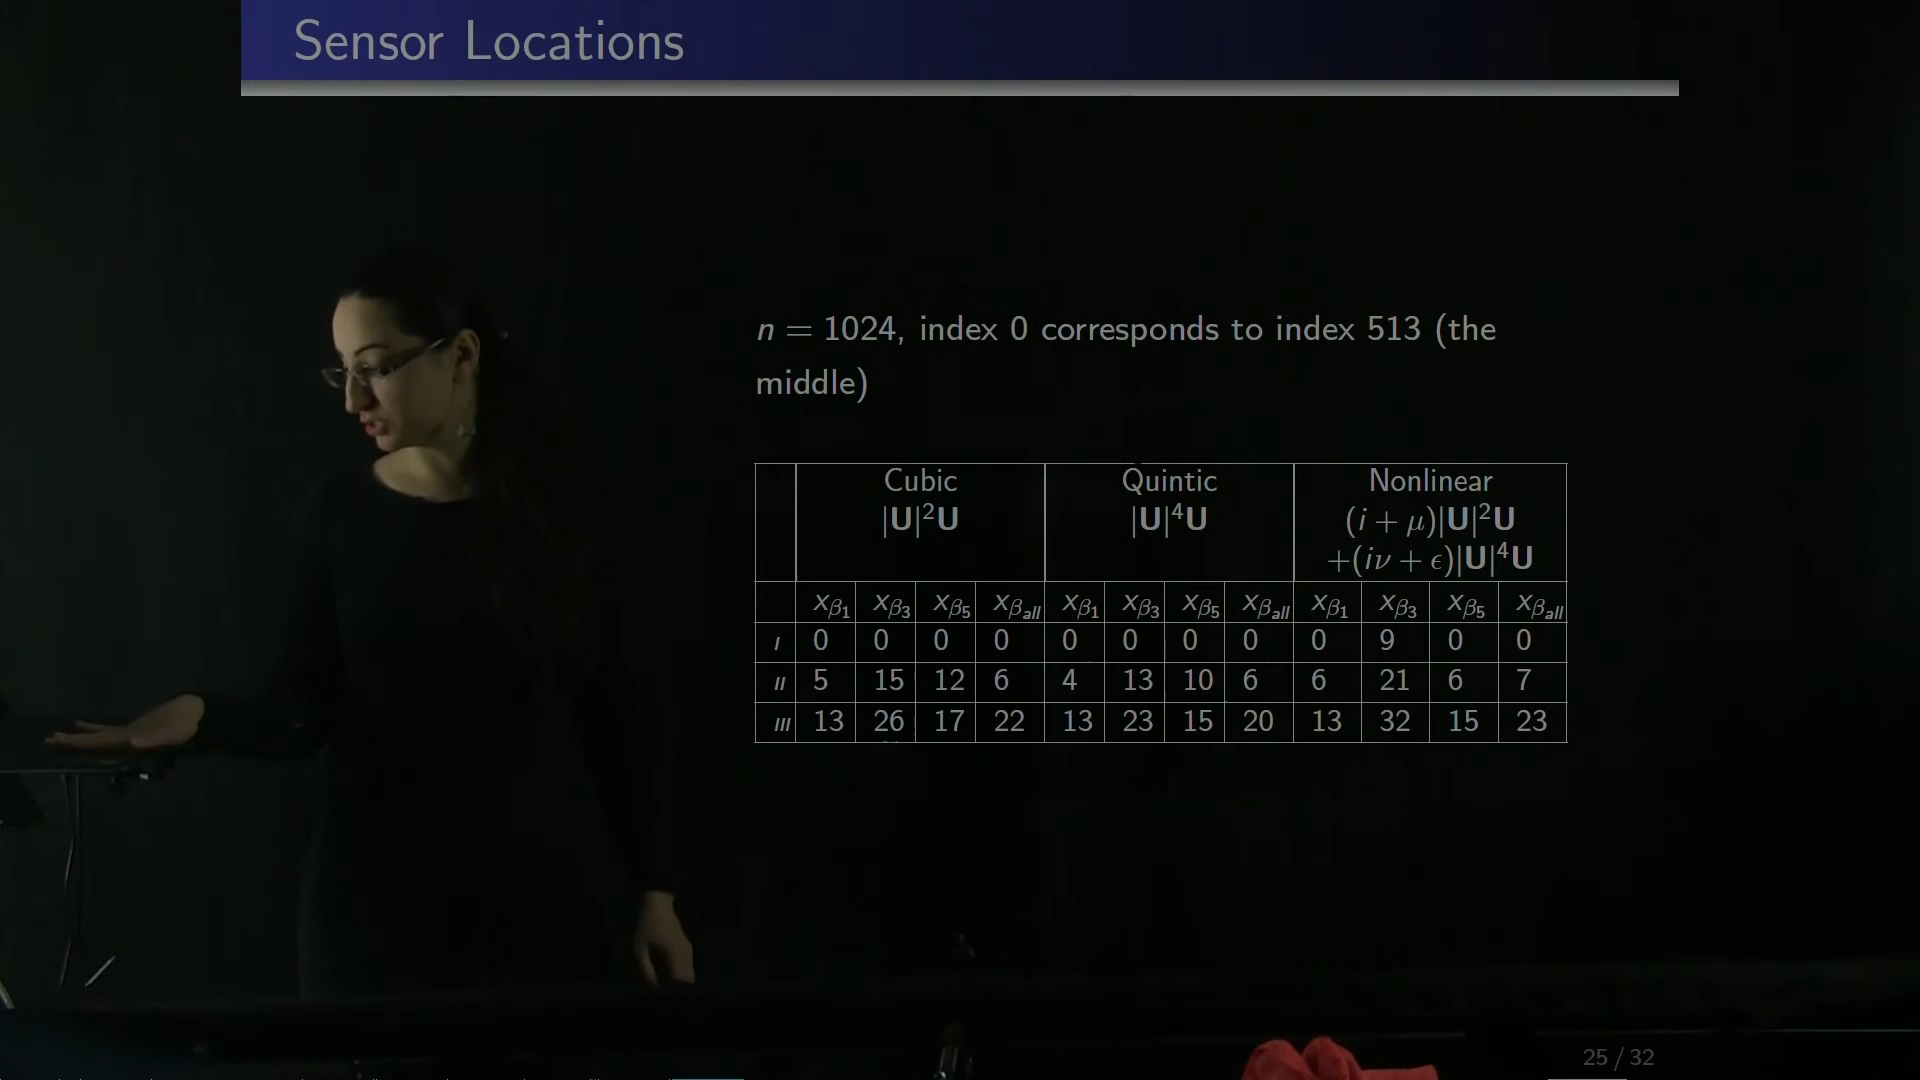 Sensor Locations
n = 1024, index 0 corresponds to index 513 (the
middle)
Cubic Quintic Nonlinear
|U|²U |U|⁴U (i + μ)|U|²U
+(iν + ϵ)|U|⁴U
x_β₁ x_β₃ x_β₅ x_β_all x_β₁ x_β₃ x_β₅ x_β_all x_β₁ x_β₃ x_β₅ x_β_all
I 0 0 0 0 0 0 0 0 0 9 0 0
II 5 15 12 6 4 13 10 6 6 21 6 7
III 13 26 17 22 13 23 15 20 13 32 15 23
25 / 32